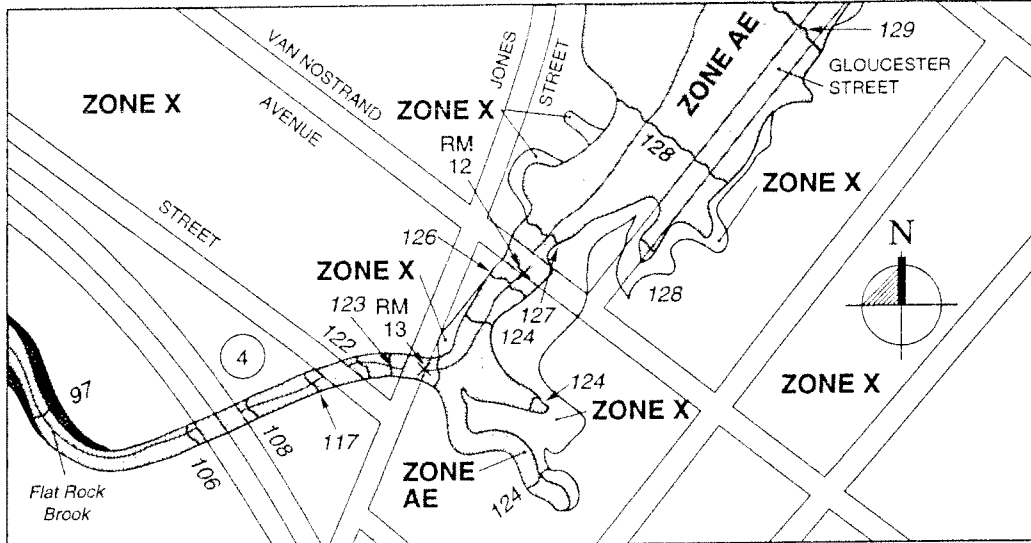 ZONE X
VAN NOSTRAND
AVENUE
STREET
JONES
STREET
ZONE X
RM
12
ZONE AE
129
GLOUCESTER
STREET
128
ZONE X
N
126
ZONE X
123
RM
13
122
4
127
124
128
124
ZONE X
ZONE X
97
117
108
106
ZONE
AE
124
Flat Rock
Brook